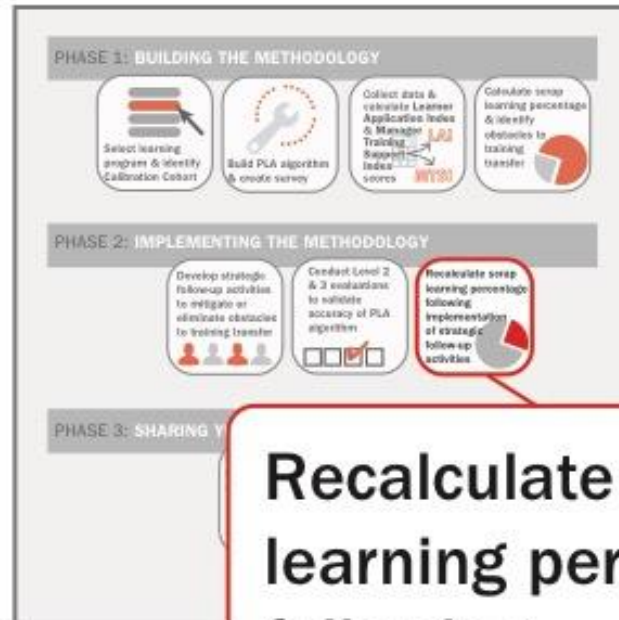 PHASE 1: BUILDING THE METHODOLOGY
Select learning
program & identify
Calibration Cohort
Build PLA algorithm
& create survey
Collect data &
calculate Learner
Application Index
& Manager
Training
Support
Index
scores
LAI
MTSI
Calculate scrap
learning percentage
& identify
obstacles to
training
transfer
PHASE 2: IMPLEMENTING THE METHODOLOGY
Develop strategic
follow-up activities
to mitigate or
eliminate obstacles
to training transfer
Conduct Level 2
& 3 evaluations
to validate
accuracy of PLA
algorithm
Recalculate scrap
learning percentage
following
implementation
of strategic
follow-up
activities
PHASE 3: SHARING Y
Recalculate
learning per